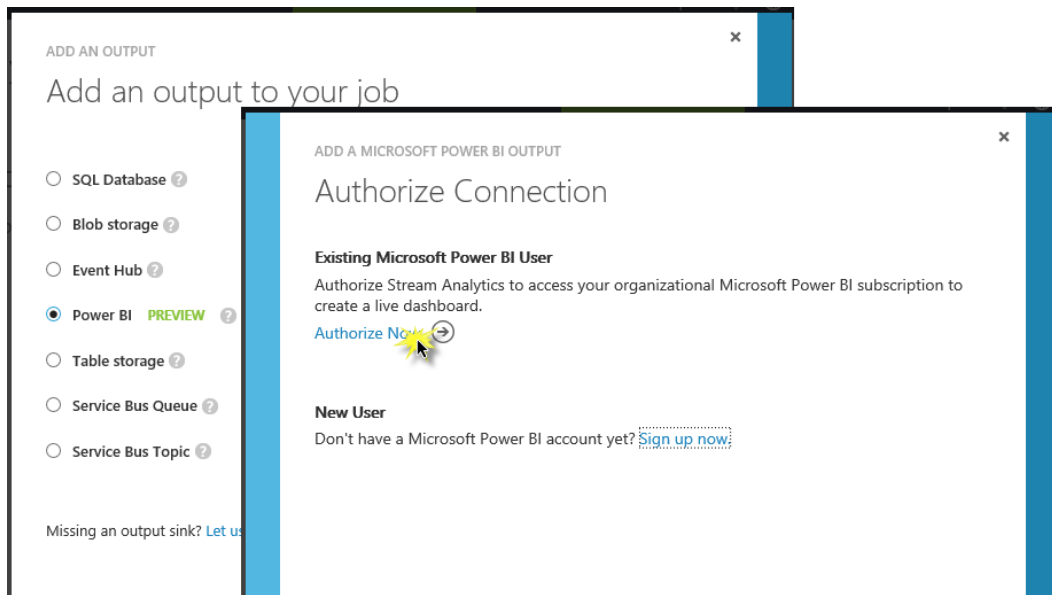 ADD AN OUTPUT
Add an output to your job
SQL Database ?
Blob storage ?
Event Hub ?
Power BI PREVIEW ?
Table storage ?
Service Bus Queue ?
Service Bus Topic ?
Missing an output sink? Let us
ADD A MICROSOFT POWER BI OUTPUT
Authorize Connection
Existing Microsoft Power BI User
Authorize Stream Analytics to access your organizational Microsoft Power BI subscription to
create a live dashboard.
Authorize Now
New User
Don't have a Microsoft Power BI account yet? Sign up now.